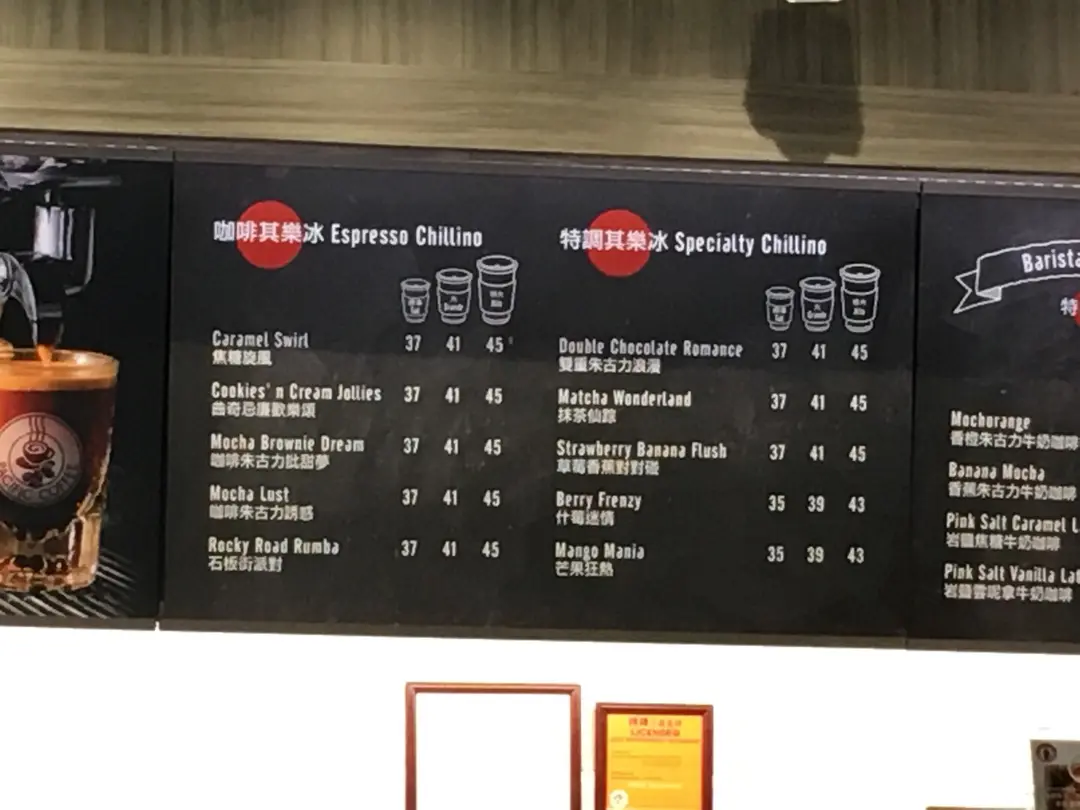 咖啡其樂冰 Espresso Chillino
Caramel Swirl 37 41 45
焦糖旋風
Cookies' n Cream Jollies 37 41 45
曲奇忌廉歡樂頌
Mocha Brownie Dream 37 41 45
咖啡朱古力批甜夢
Mocha Lust 37 41 45
咖啡朱古力誘惑
Rocky Road Rumba 37 41 45
石板街派對
特調其樂冰 Specialty Chillino
Double Chocolate Romance 37 41 45
雙重朱古力浪漫
Matcha Wonderland 37 41 45
抹茶仙踪
Strawberry Banana Flush 37 41 45
草莓香蕉對對碰
Berry Frenzy 35 39 43
什莓迷情
Mango Mania 35 39 43
芒果狂熱
Barista
特
Mochorange
香橙朱古力牛奶咖啡
Banana Mocha
香蕉朱古力牛奶咖啡
Pink Salt Caramel L
岩鹽焦糖牛奶咖啡
Pink Salt Vanilla Lat
岩鹽雲呢拿牛奶咖啡
PACIFIC COFFEE